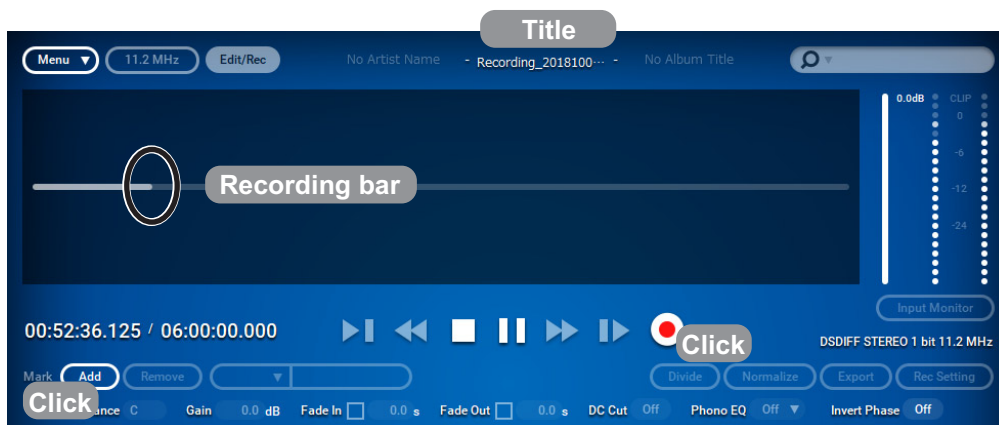 Title
Menu ▼ 11.2 MHz Edit/Rec No Artist Name - Recording_2018100··· - No Album Title
0.0dB CLIP
0
-6
Recording bar
-12
-24
Input Monitor
00:52:36.125 / 06:00:00.000
Click
DSDIFF STEREO 1 bit 11.2 MHz
Mark Add Remove Divide Normalize Export Rec Setting
Click
ance C Gain 0.0 dB Fade In 0.0 s Fade Out 0.0 s DC Cut Off Phono EQ Off ▼ Invert Phase Off